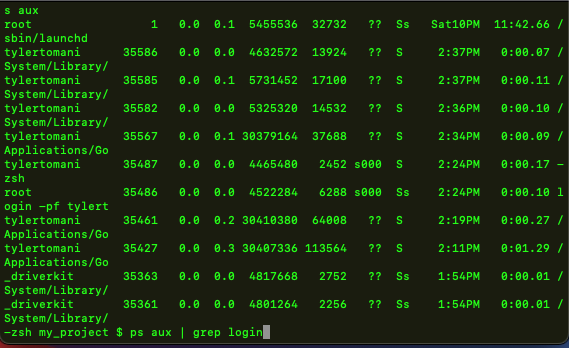 s aux
root 1 0.0 0.1 5455536 32732 ?? Ss Sat10PM 11:42.66 /
sbin/launchd
tylertomani 35586 0.0 0.0 4632572 13924 ?? S 2:37PM 0:00.07 /
System/Library/
tylertomani 35585 0.0 0.1 5731452 17100 ?? S 2:37PM 0:00.11 /
System/Library/
tylertomani 35582 0.0 0.0 5325320 14532 ?? S 2:36PM 0:00.10 /
System/Library/
tylertomani 35567 0.0 0.1 30379164 37688 ?? S 2:34PM 0:00.09 /
Applications/Go
tylertomani 35487 0.0 0.0 4465480 2452 s000 S 2:24PM 0:00.17 -
zsh
root 35486 0.0 0.0 4522284 6288 s000 Ss 2:24PM 0:00.10 l
ogin -pf tylert
tylertomani 35461 0.0 0.2 30410380 64008 ?? S 2:19PM 0:00.27 /
Applications/Go
tylertomani 35427 0.0 0.3 30407336 113564 ?? S 2:11PM 0:01.29 /
Applications/Go
_driverkit 35363 0.0 0.0 4817668 2752 ?? Ss 1:54PM 0:00.01 /
System/Library/
_driverkit 35361 0.0 0.0 4801264 2256 ?? Ss 1:54PM 0:00.01 /
System/Library/
-zsh my_project $ ps aux | grep login